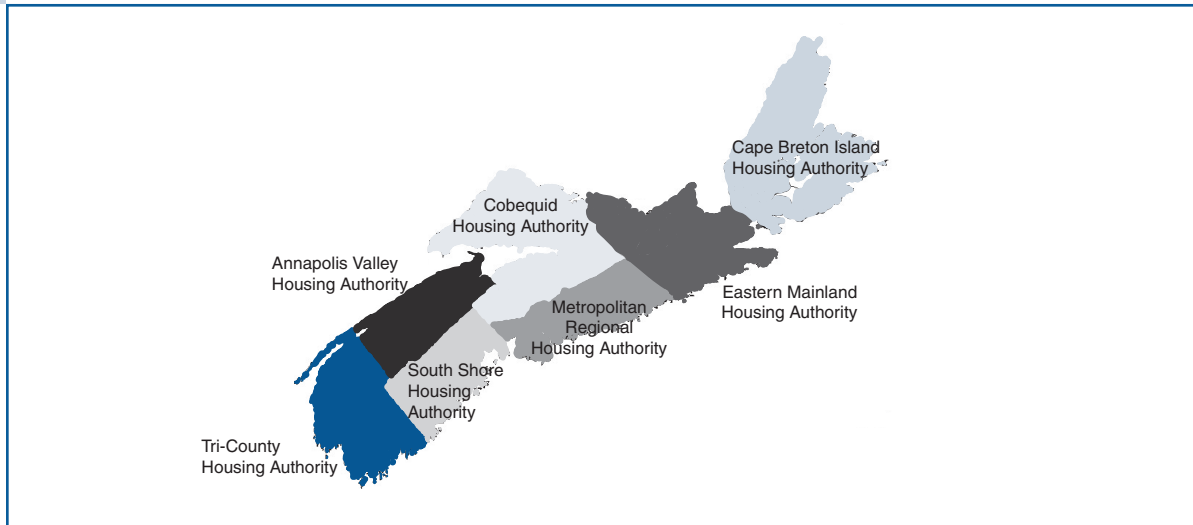 Cape Breton Island
Housing Authority
Cobequid
Housing Authority
Annapolis Valley
Housing Authority
Eastern Mainland
Housing Authority
Metropolitan
Regional
Housing Authority
South Shore
Housing
Authority
Tri-County
Housing Authority